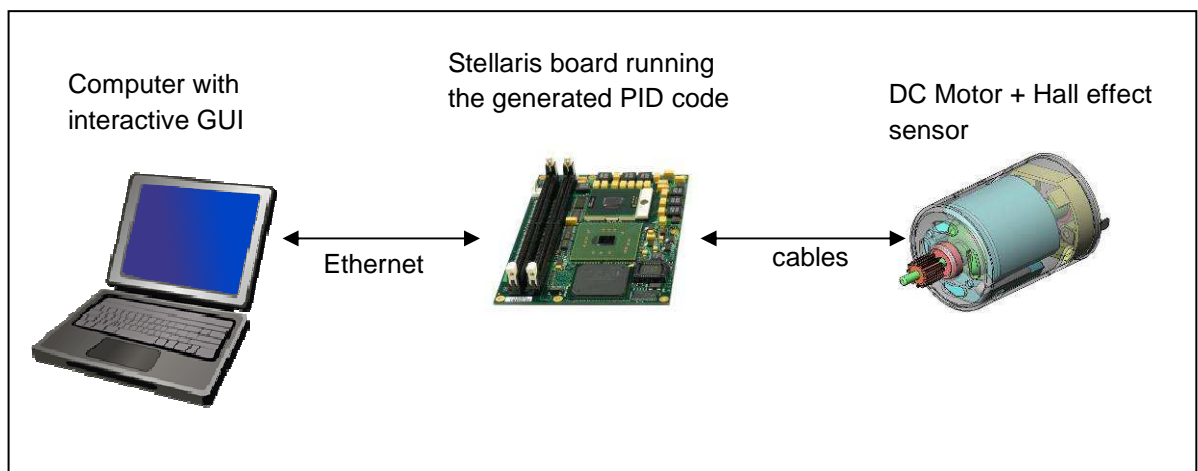 Computer with
interactive GUI
Stellaris board running
the generated PID code
DC Motor + Hall effect
sensor
Ethernet
cables